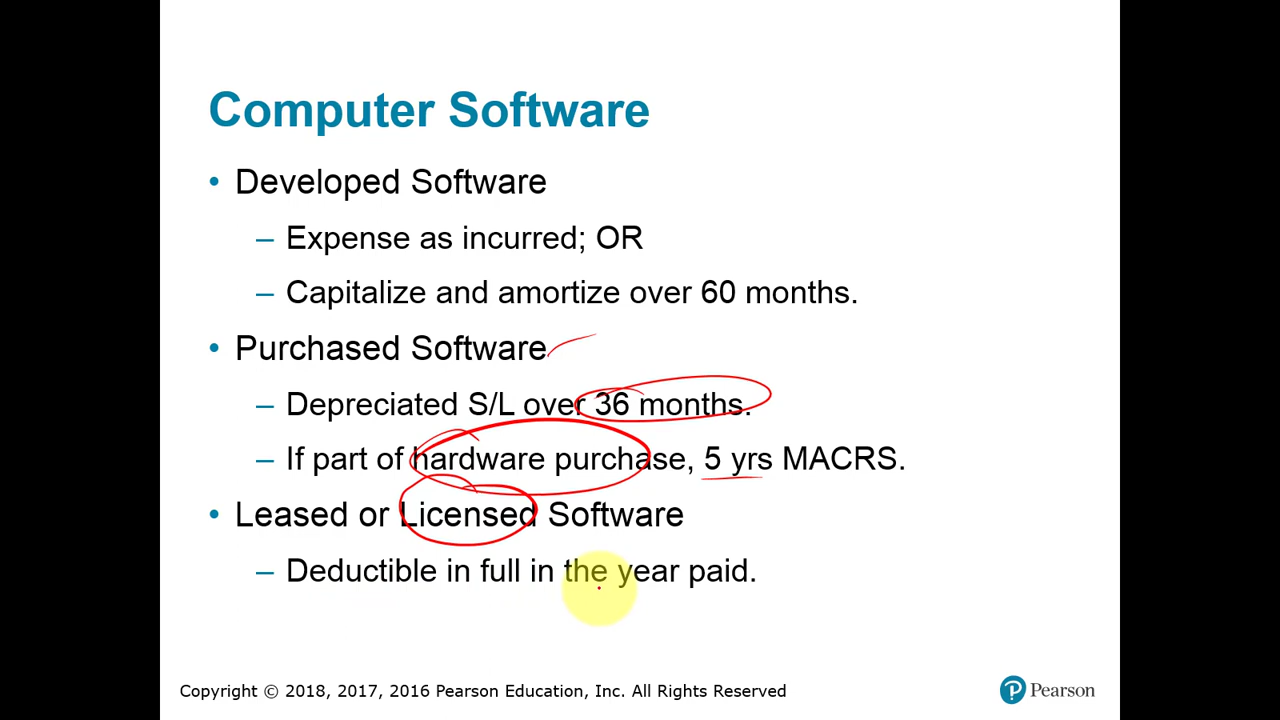 Computer Software
• Developed Software
– Expense as incurred; OR
– Capitalize and amortize over 60 months.
• Purchased Software
– Depreciated S/L over 36 months.
– If part of hardware purchase, 5 yrs MACRS.
• Leased or Licensed Software
– Deductible in full in the year paid.
Copyright © 2018, 2017, 2016 Pearson Education, Inc. All Rights Reserved
P Pearson